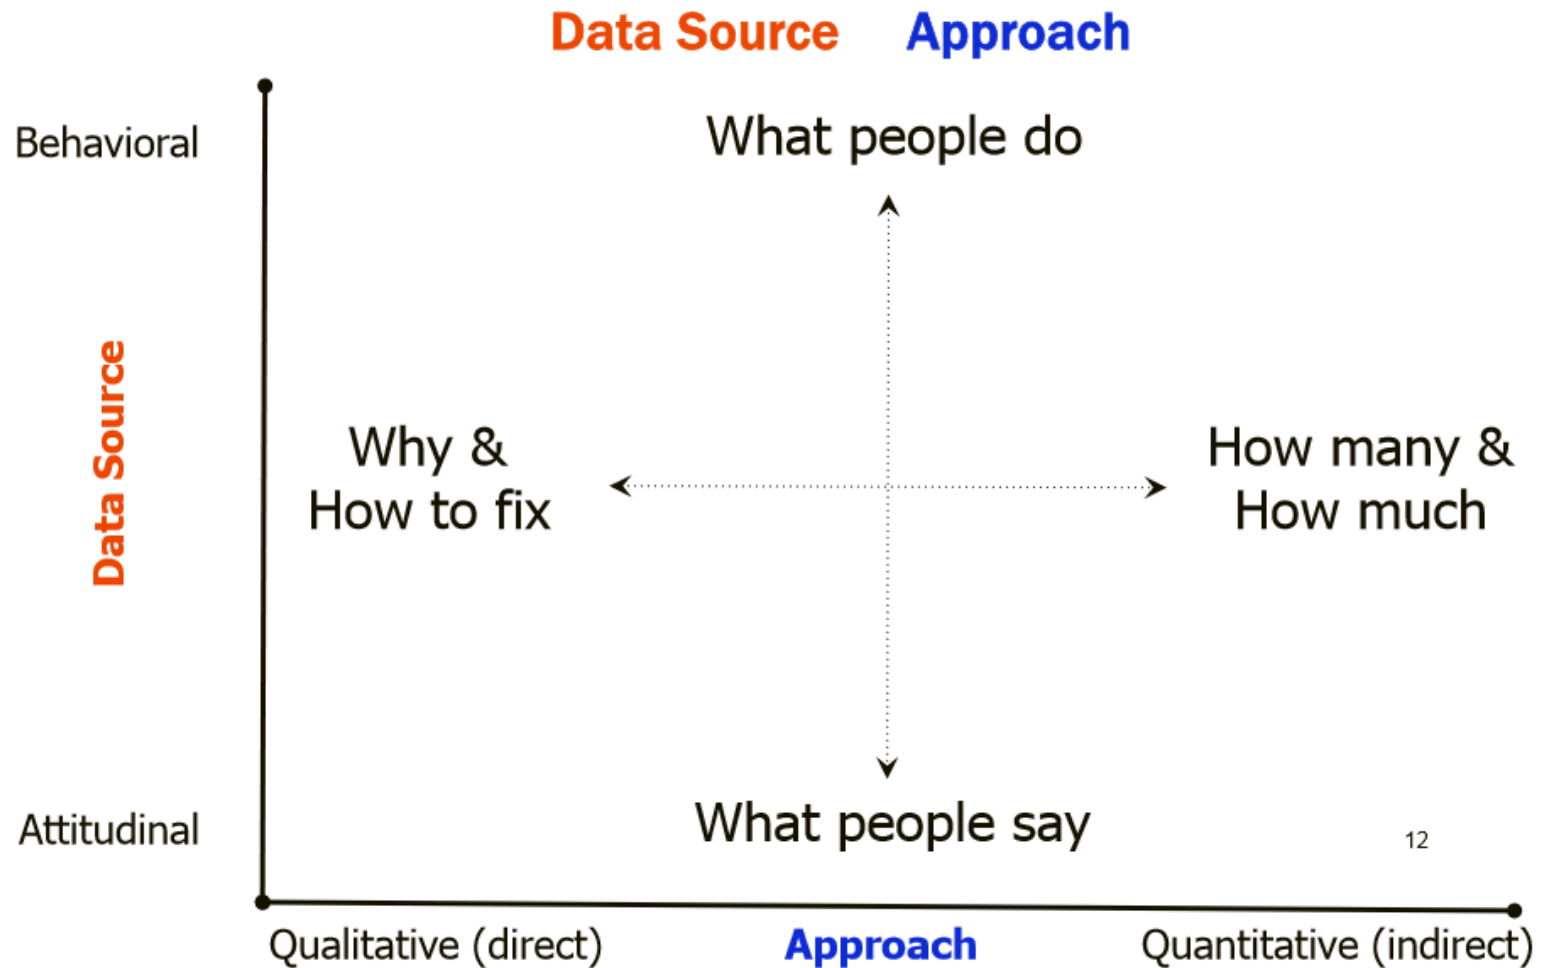 Data Source Approach
Behavioral
What people do
Data Source
Why &
How to fix
How many &
How much
What people say
Attitudinal
12
Qualitative (direct)
Approach
Quantitative (indirect)